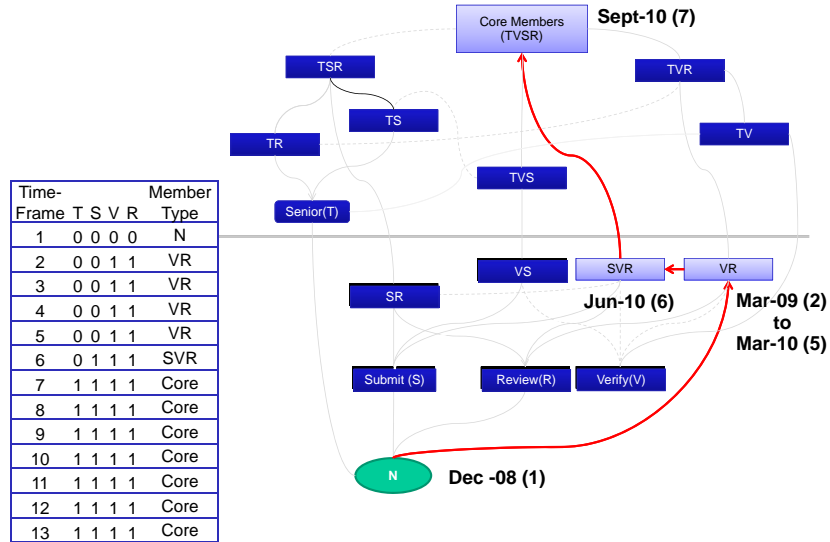 Core Members
(TVSR)
Sept-10 (7)
TSR
TVR
TS
TV
TR
TVS
Senior(T)
VS
SVR
VR
SR
Jun-10 (6)
Mar-09 (2)
to
Mar-10 (5)
Submit (S)
Review(R)
Verify(V)
N
Dec -08 (1)
Time- Member
Frame T S V R Type
1 0 0 0 0 N
2 0 0 1 1 VR
3 0 0 1 1 VR
4 0 0 1 1 VR
5 0 0 1 1 VR
6 0 1 1 1 SVR
7 1 1 1 1 Core
8 1 1 1 1 Core
9 1 1 1 1 Core
10 1 1 1 1 Core
11 1 1 1 1 Core
12 1 1 1 1 Core
13 1 1 1 1 Core